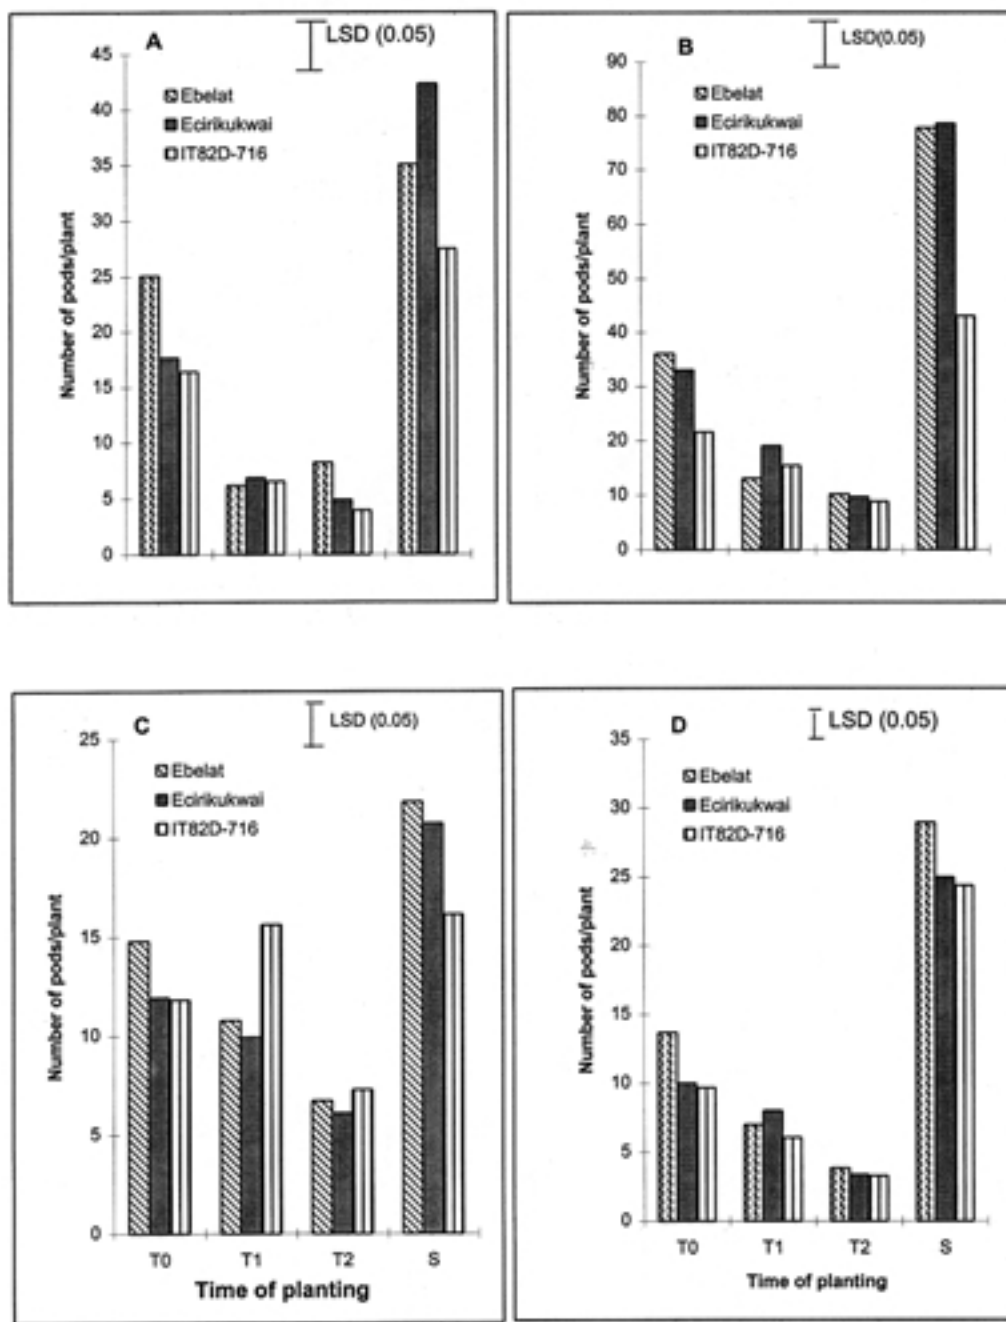 A
LSD (0.05)
45
40
35
30
25
20
15
10
5
0
Number of pods/plant
Ebelat
Ecirikukwai
IT82D-716
B
LSD(0.05)
90
80
70
60
50
40
30
20
10
0
Number of pods/plant
Ebelat
Ecirikukwai
IT82D-716
C
LSD (0.05)
25
20
15
10
5
0
Number of pods/plant
Ebelat
Ecirikukwai
IT82D-716
T0 T1 T2 S
Time of planting
D
LSD (0.05)
35
30
25
20
15
10
5
0
Number of pods/plant
Ebelat
Ecirikukwai
IT82D-716
T0 T1 T2 S
Time of planting